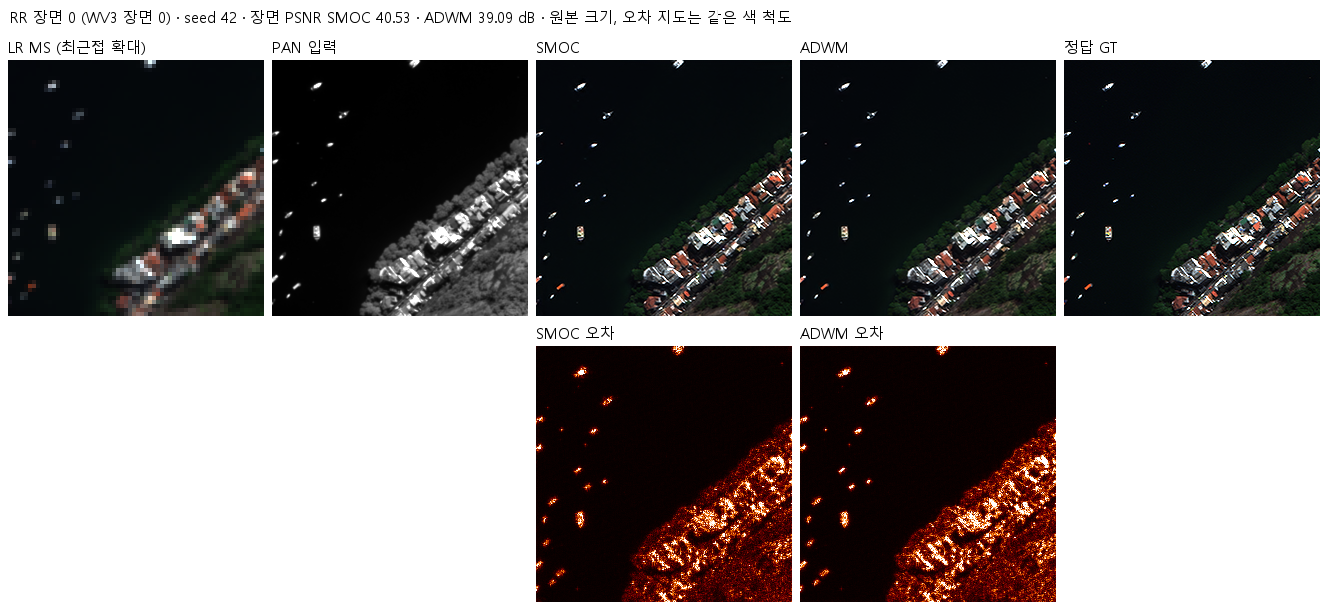 RR 장면 0 (WV3 장면 0) · seed 42 · 장면 PSNR SMOC 40.53 · ADWM 39.09 dB · 원본 크기, 오차 지도는 같은 색 척도
LR MS (최근접 확대)
PAN 입력
SMOC
ADWM
정답 GT
SMOC 오차
ADWM 오차